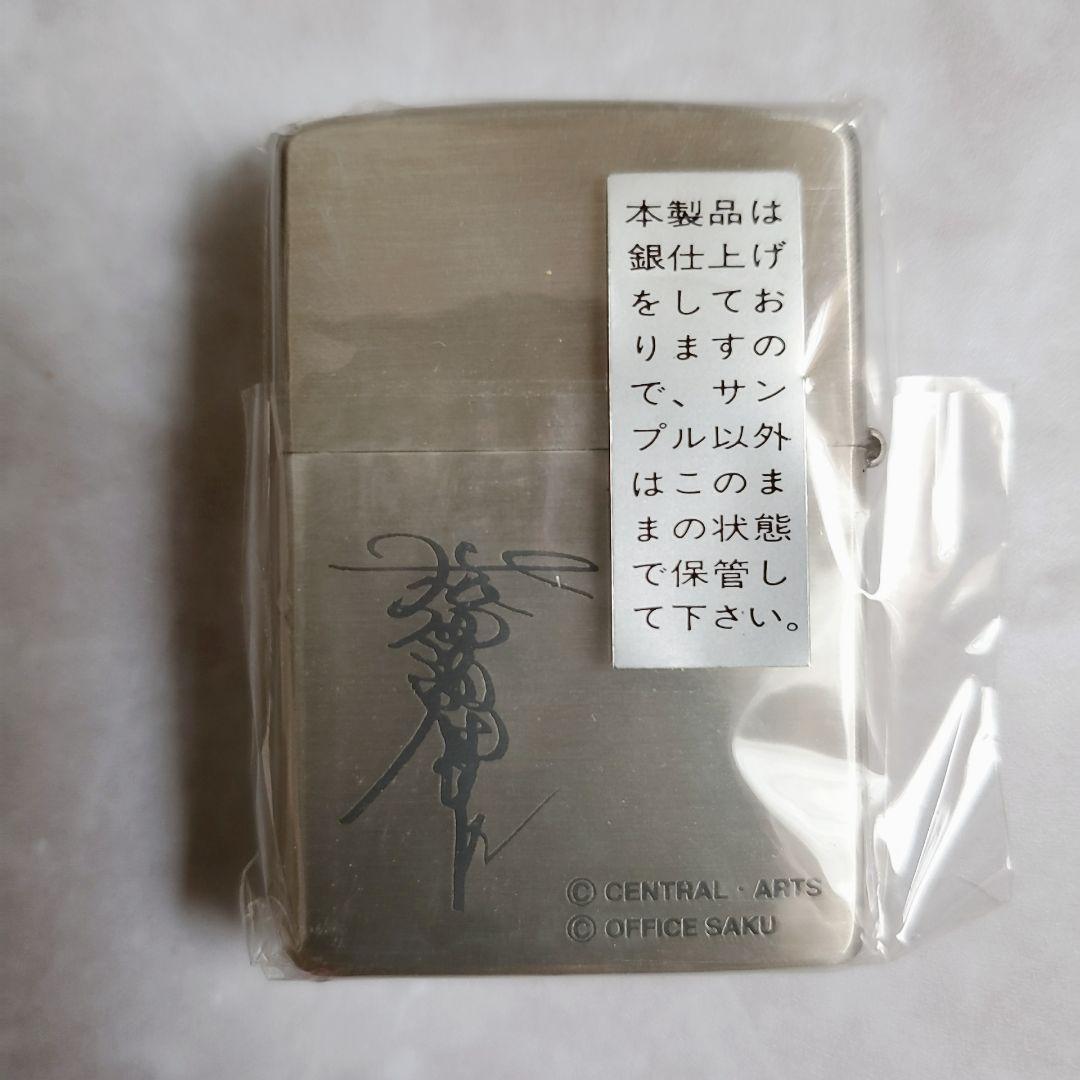 本製品は
銀仕上げ
をしてお
りますの
で、サン
プル以外
はこのま
まの状態
で保管し
て下さい。
© CENTRAL・ARTS
© OFFICE SAKU